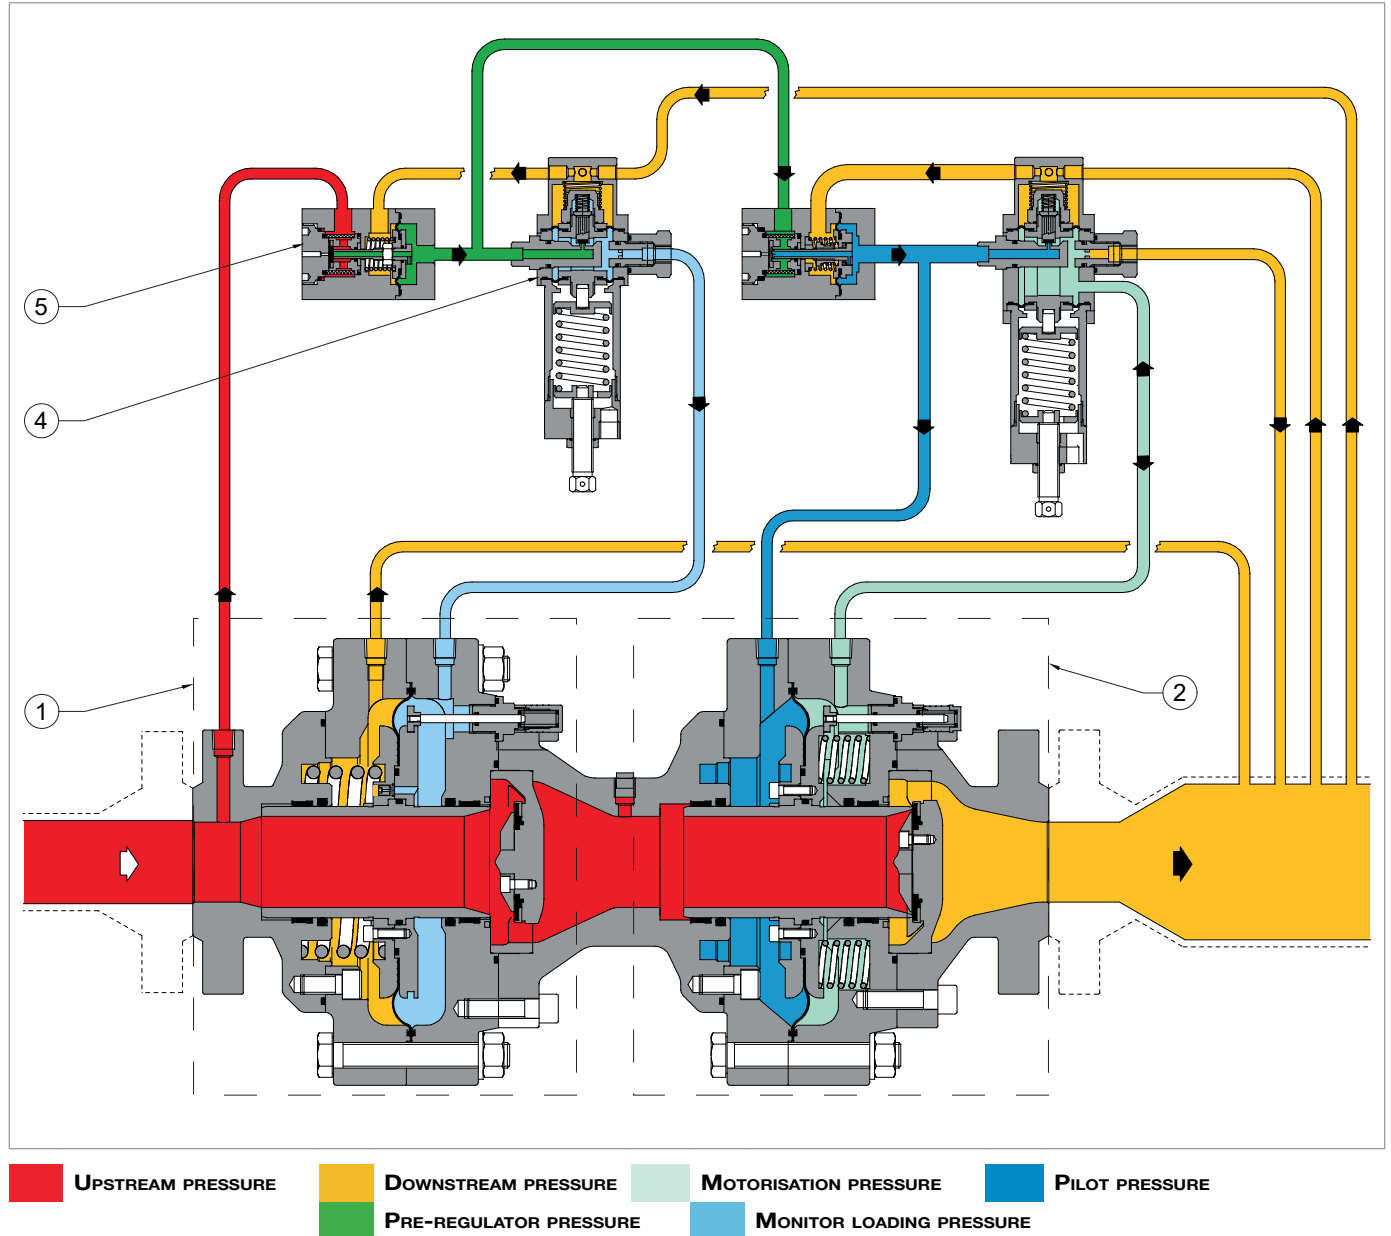 5
4
1
2
Upstream pressure
Downstream pressure
Motorisation pressure
Pilot pressure
Pre-regulator pressure
Monitor loading pressure